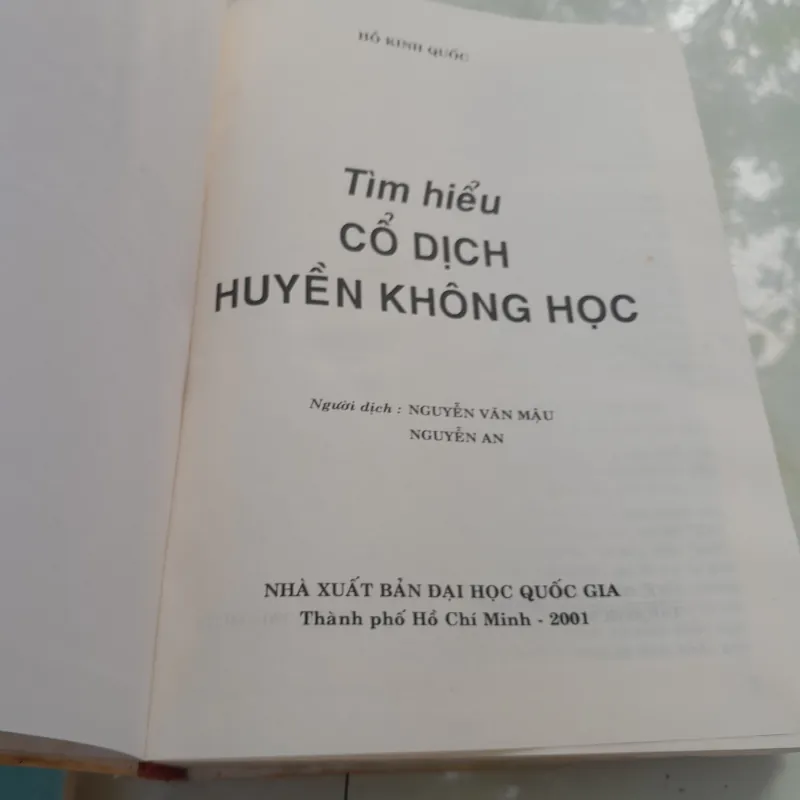 HỒ KINH QUỐC
Tìm hiểu
CỔ DỊCH
HUYỀN KHÔNG HỌC
Người dịch : NGUYỄN VĂN MẬU
NGUYỄN AN
NHÀ XUẤT BẢN ĐẠI HỌC QUỐC GIA
Thành phố Hồ Chí Minh - 2001